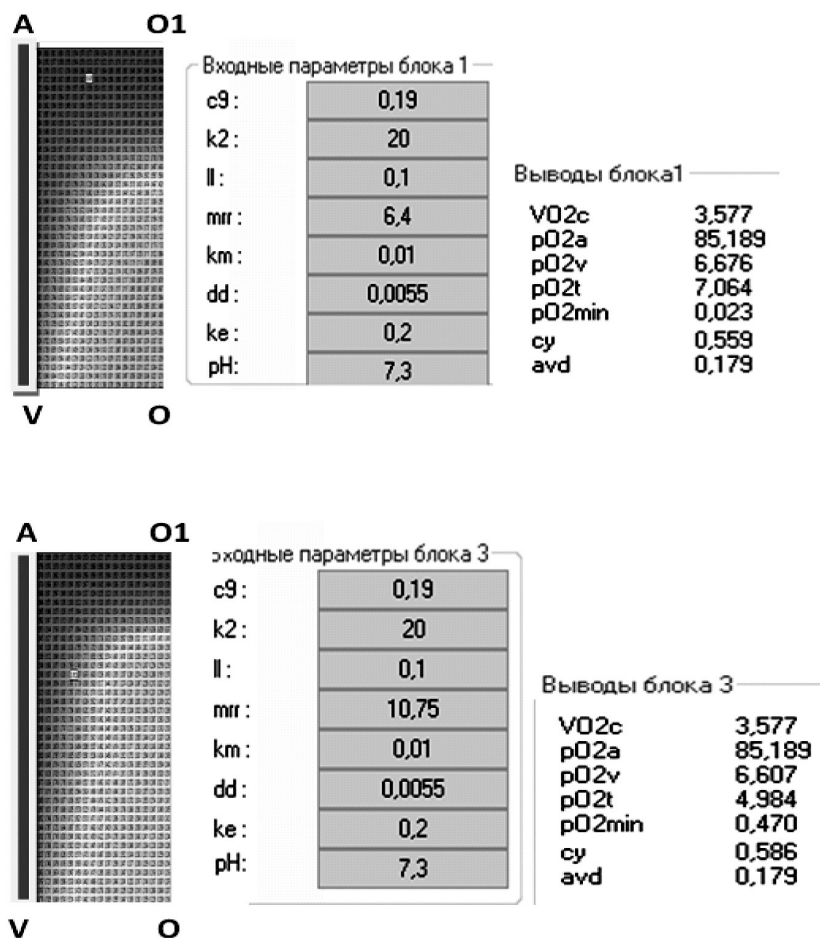 A O1
Входные параметры блока 1
c9: 0,19
k2: 20
ll: 0,1
mrr: 6,4
km: 0,01
dd: 0,0055
ke: 0,2
pH: 7,3
Выводы блока1
VO2c 3,577
pO2a 85,189
pO2v 6,676
pO2t 7,064
pO2min 0,023
cy 0,559
avd 0,179
V O
A O1
входные параметры блока 3
c9: 0,19
k2: 20
ll: 0,1
mrr: 10,75
km: 0,01
dd: 0,0055
ke: 0,2
pH: 7,3
Выводы блока 3
VO2c 3,577
pO2a 85,189
pO2v 6,607
pO2t 4,984
pO2min 0,470
cy 0,586
avd 0,179
V O